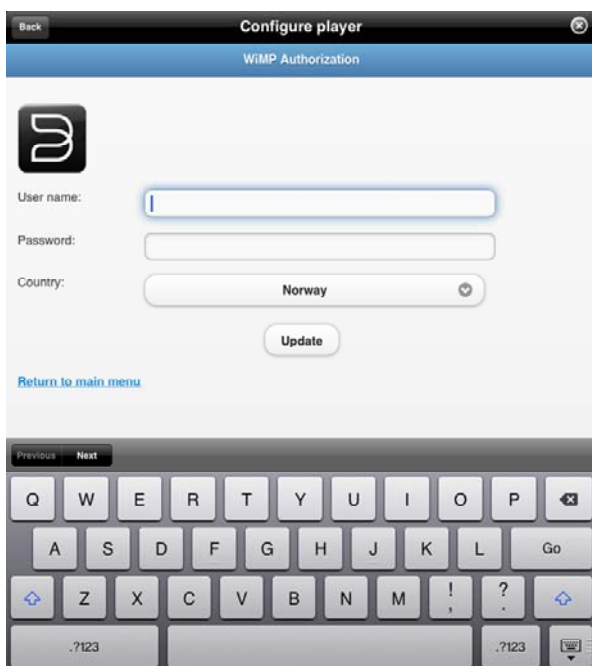 Back Configure player
WiMP Authorization
User name:
Password:
Country: Norway
Update
Return to main menu
Previous Next
Q W E R T Y U I O P
A S D F G H J K L Go
Z X C V B N M ! , ? .
.?123 .?123